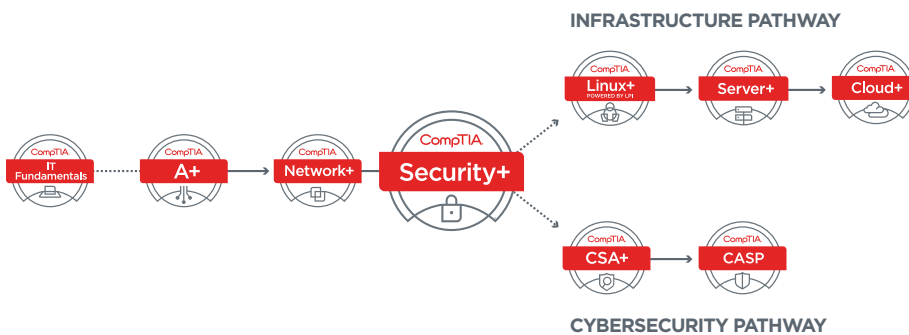 INFRASTRUCTURE PATHWAY
CompTIA
Linux+
POWERED BY LPI
CompTIA
Server+
CompTIA
Cloud+
CompTIA
IT
Fundamentals
CompTIA
A+
CompTIA
Network+
CompTIA.
Security+
CompTIA
CSA+
CompTIA
CASP
CYBERSECURITY PATHWAY